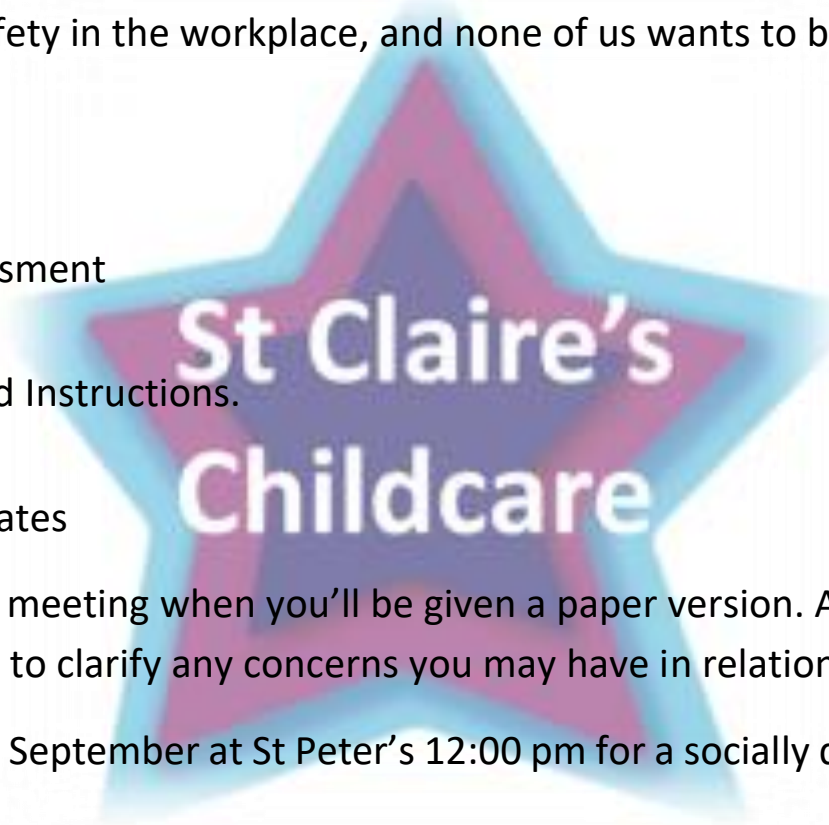 fety in the workplace, and none of us wants to b
sment
St Claire’s
d Instructions.
Childcare
ates
meeting when you’ll be given a paper version. A
to clarify any concerns you may have in relation
September at St Peter’s 12:00 pm for a socially d